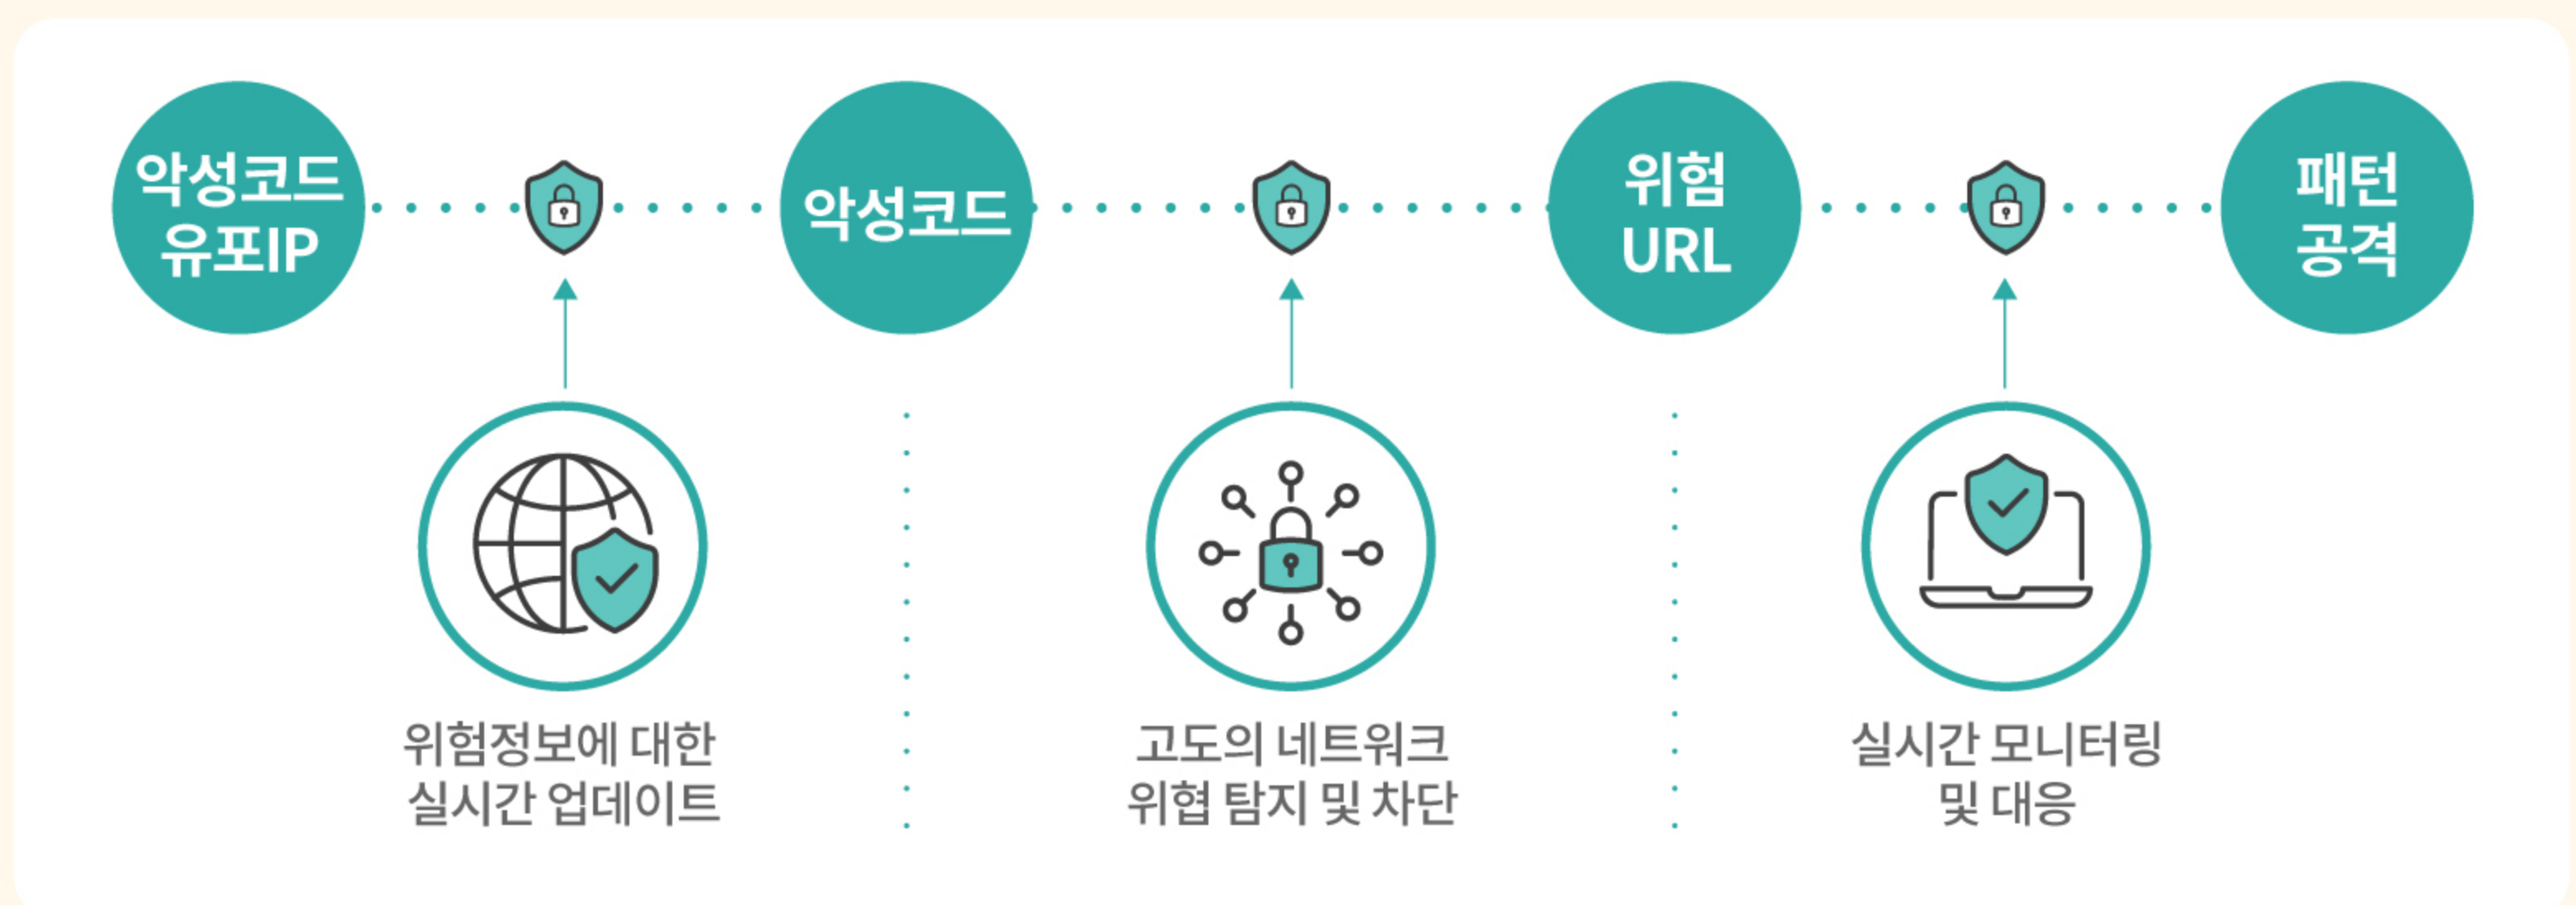 악성코드
유포IP
악성코드
위험
URL
패턴
공격
위험정보에 대한
실시간 업데이트
고도의 네트워크
위협 탐지 및 차단
실시간 모니터링
및 대응